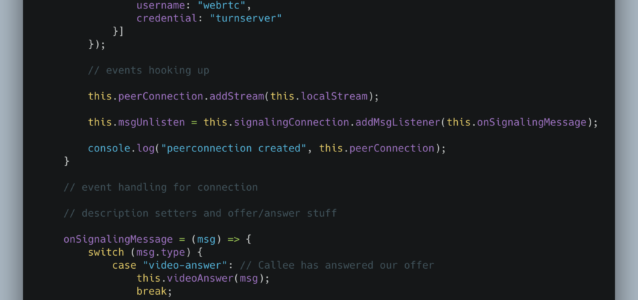 username: "webrtc",
credential: "turnserver"
}]
});
// events hooking up
this.peerConnection.addStream(this.localStream);
this.msgUnlisten = this.signalingConnection.addMsgListener(this.onSignalingMessage);
console.log("peerconnection created", this.peerConnection);
}
// event handling for connection
// description setters and offer/answer stuff
onSignalingMessage = (msg) => {
switch (msg.type) {
case "video-answer": // Callee has answered our offer
this.videoAnswer(msg);
break;